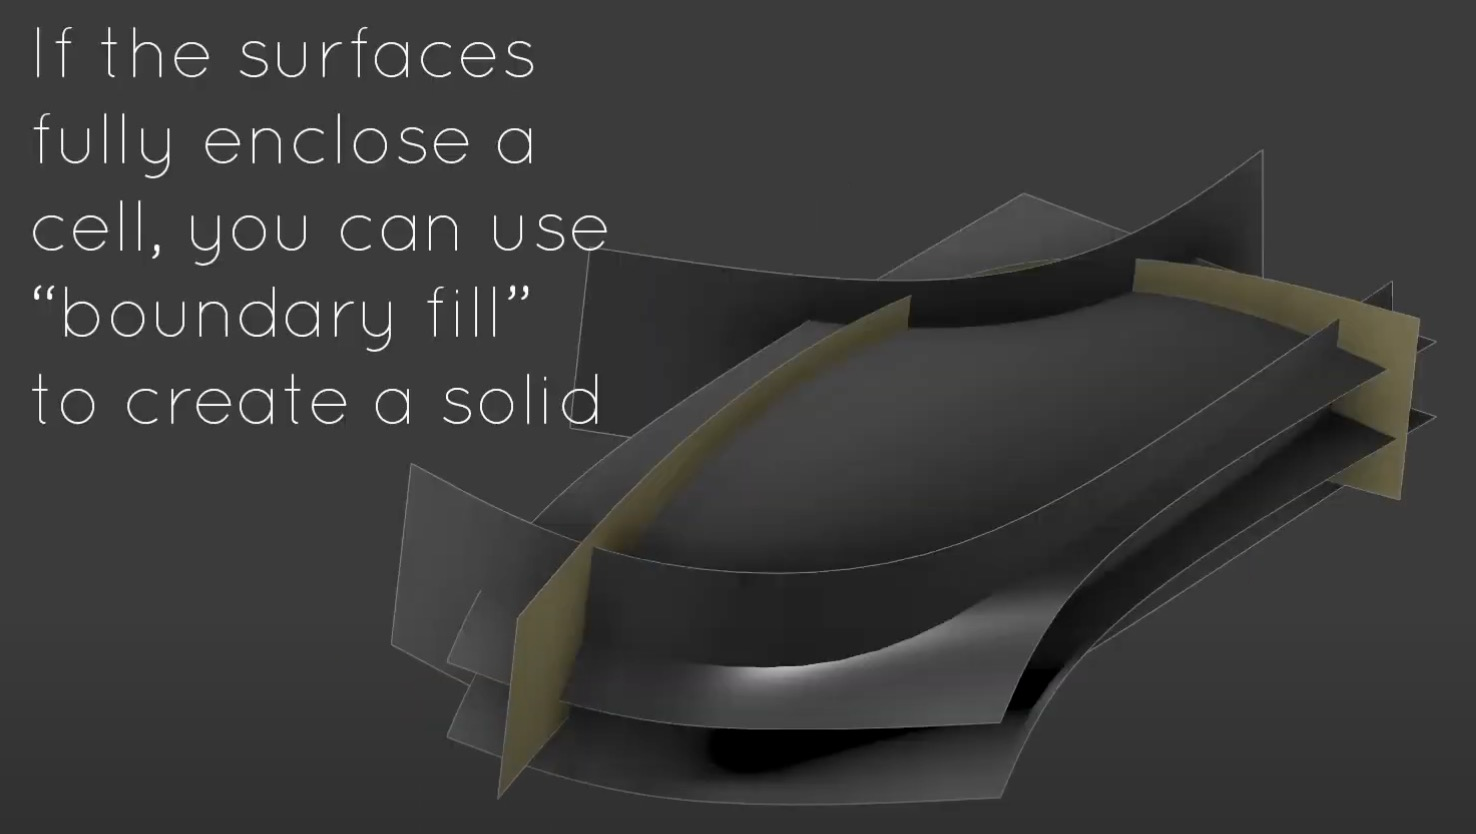 If the surfaces
fully enclose a
cell, you can use
“boundary fill”
to create a solid